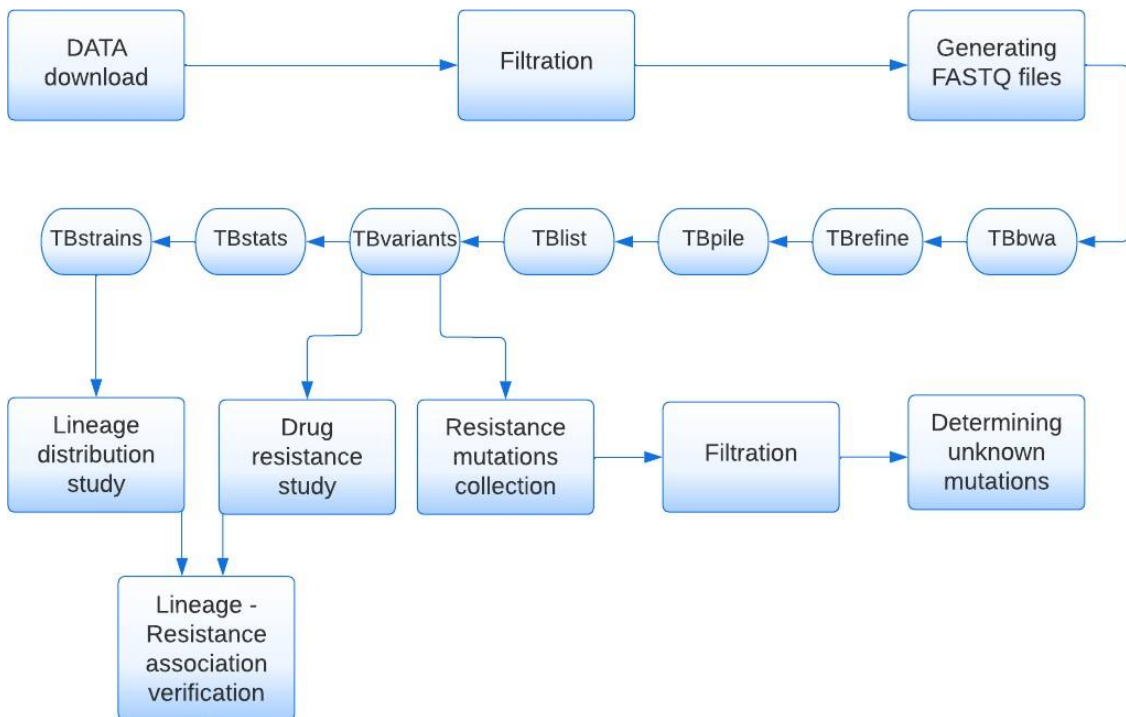 DATA
download
Filtration
Generating
FASTQ files
TBstrains
TBstats
TBvariants
TBlist
TBpile
TBrefine
TBbwa
Lineage
distribution
study
Drug
resistance
study
Resistance
mutations
collection
Filtration
Determining
unknown
mutations
Lineage -
Resistance
association
verification